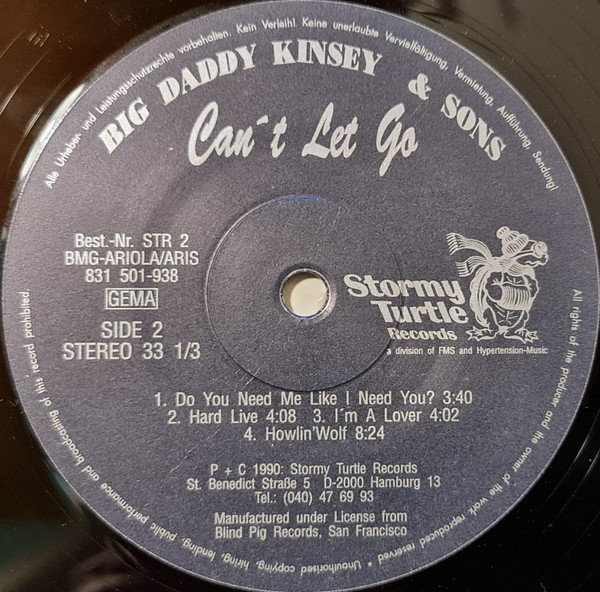 Alle Urheber- und Leistungsschutzrechte vorbehalten. Kein Verleih! Keine unerlaubte Vervielfältigung, Vermietung, Aufführung, Sendung!
BIG DADDY KINSEY & SONS
Can´t Let Go
Best.-Nr. STR 2
BMG-ARIOLA/ARIS
831 501-938
GEMA
SIDE 2
STEREO 33 1/3
Stormy
Turtle
Records
a division of FMS and Hypertension-Music
1. Do You Need Me Like I Need You? 3:40
2. Hard Live 4:08 3. I´m A Lover 4:02
4. Howlin'Wolf 8:24
P + C 1990: Stormy Turtle Records
St. Benedict Straße 5 D-2000 Hamburg 13
Tel.: (040) 47 69 93
Manufactured under License from
Blind Pig Records, San Francisco
All rights of the producer and the owner of the work reproduced reserved * Unauthorised copying, hiring, lending, public performance and broadcasting of this record prohibited.